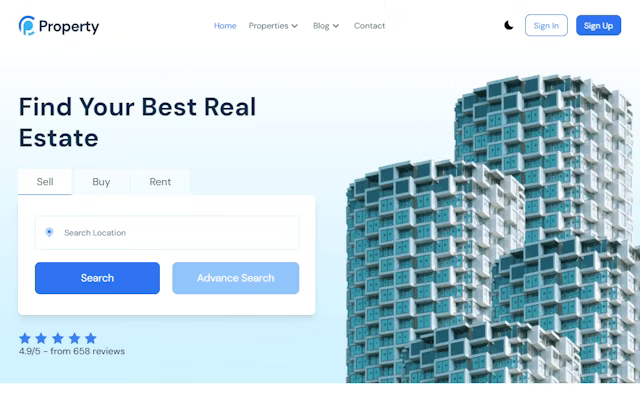 Property
Home Properties Blog Contact
Sign In Sign Up
Find Your Best Real
Estate
Sell Buy Rent
Search Location
Search Advance Search
4.9/5 - from 658 reviews